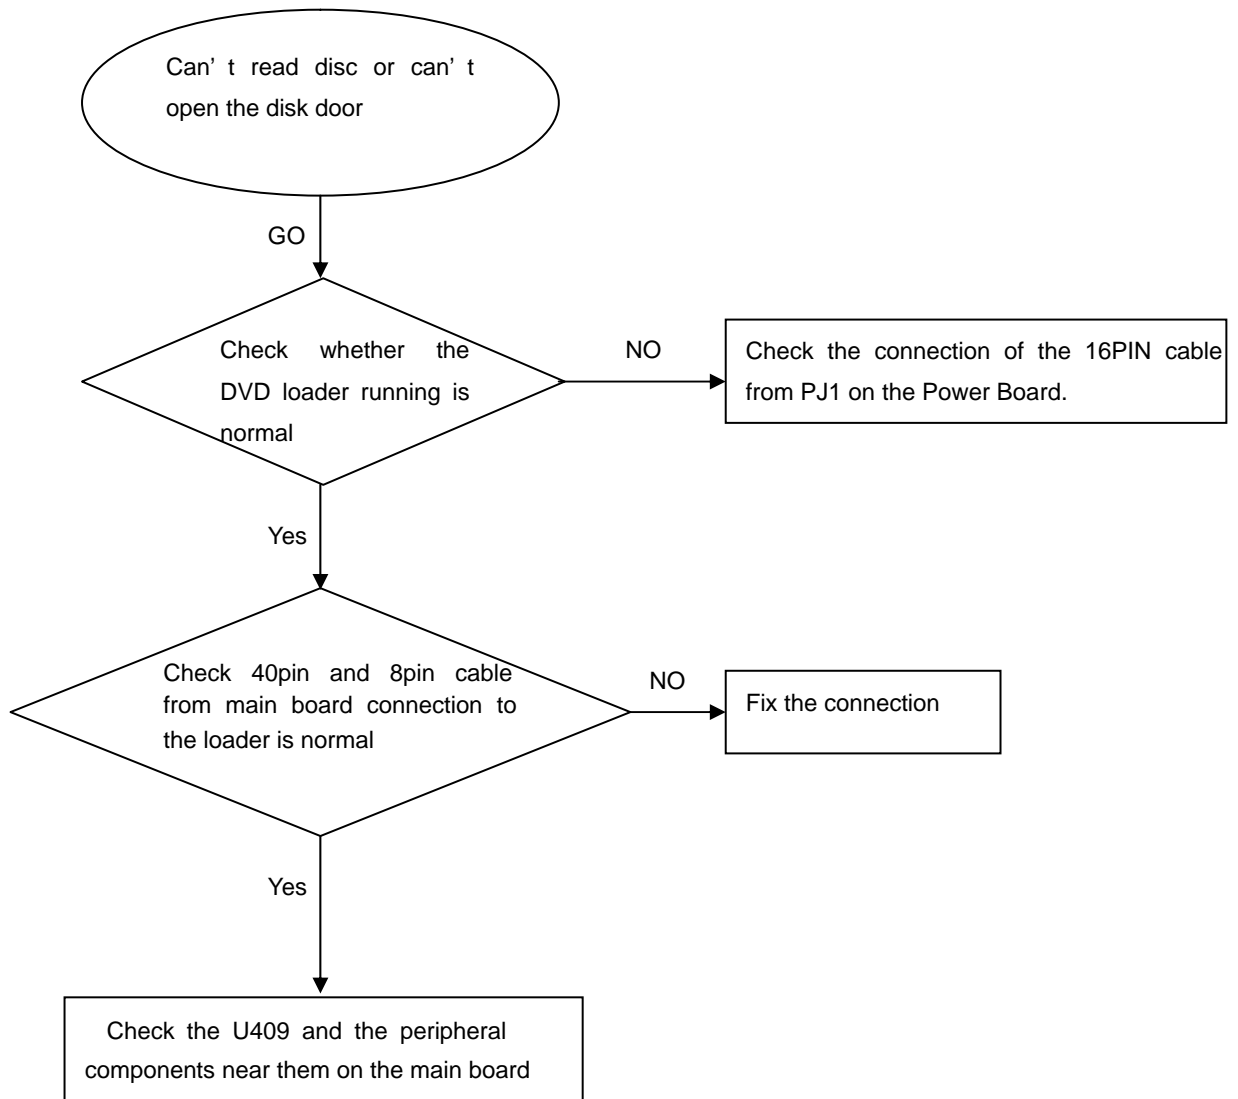 Can’ t read disc or can’ t
open the disk door
GO
Check whether the
DVD loader running is
normal
NO
Check the connection of the 16PIN cable
from PJ1 on the Power Board.
Yes
Check 40pin and 8pin cable
from main board connection to
the loader is normal
NO
Fix the connection
Yes
Check the U409 and the peripheral
components near them on the main board